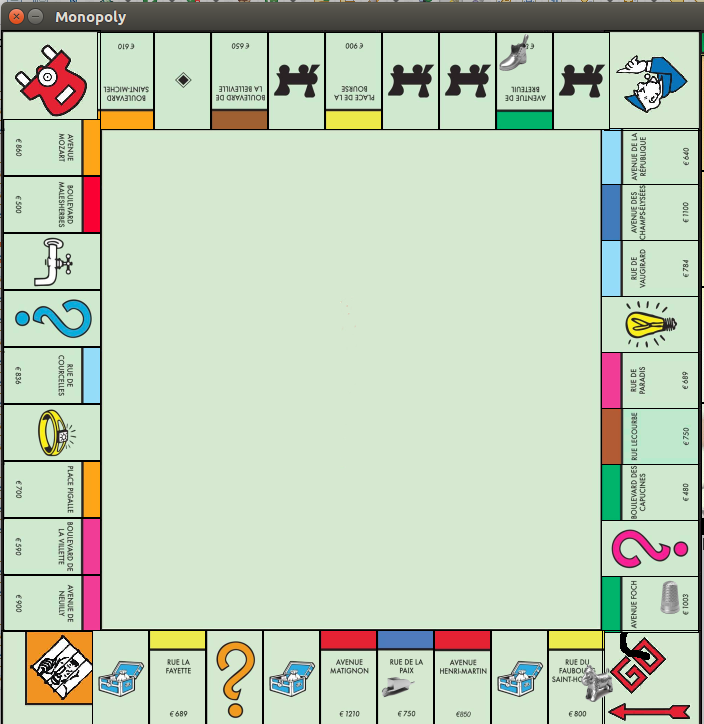 Monopoly
€ 610
BOULEVARD
SAINT-MICHEL
€ 650
BOULEVARD DE
LA BELLEVILLE
€ 900
PLACE DE LA
BOURSE
AVENTUE DE
BRETEUIL
AVENUE DE LA
RÉPUBLIQUE
€ 640
AVENUE DES
CHAMPS-ÉLYSÉES
€ 1100
RUE DE
VAUGIRARD
€ 784
RUE DE
PARADIS
€ 689
RUE LECOURBE
€ 750
BOULEVARD DES
CAPUCINES
€ 480
AVENUE FOCH
€ 1003
AVENUE
MOZART
€ 860
BOULEVARD
MALESHERBES
€ 500
RUE DE
COURCELLES
€ 836
PLACE PIGALLE
€ 700
BOULEVARD DE
LA VILLETTE
€ 590
AVENUE DE
NEUILLY
€ 900
RUE LA
FAYETTE
€ 689
AVENUE
MATIGNON
€ 1210
RUE DE LA
PAIX
€ 750
AVENUE
HENRI-MARTIN
€850
RUE DU
FAUBOU
SAINT-HO
€ 800